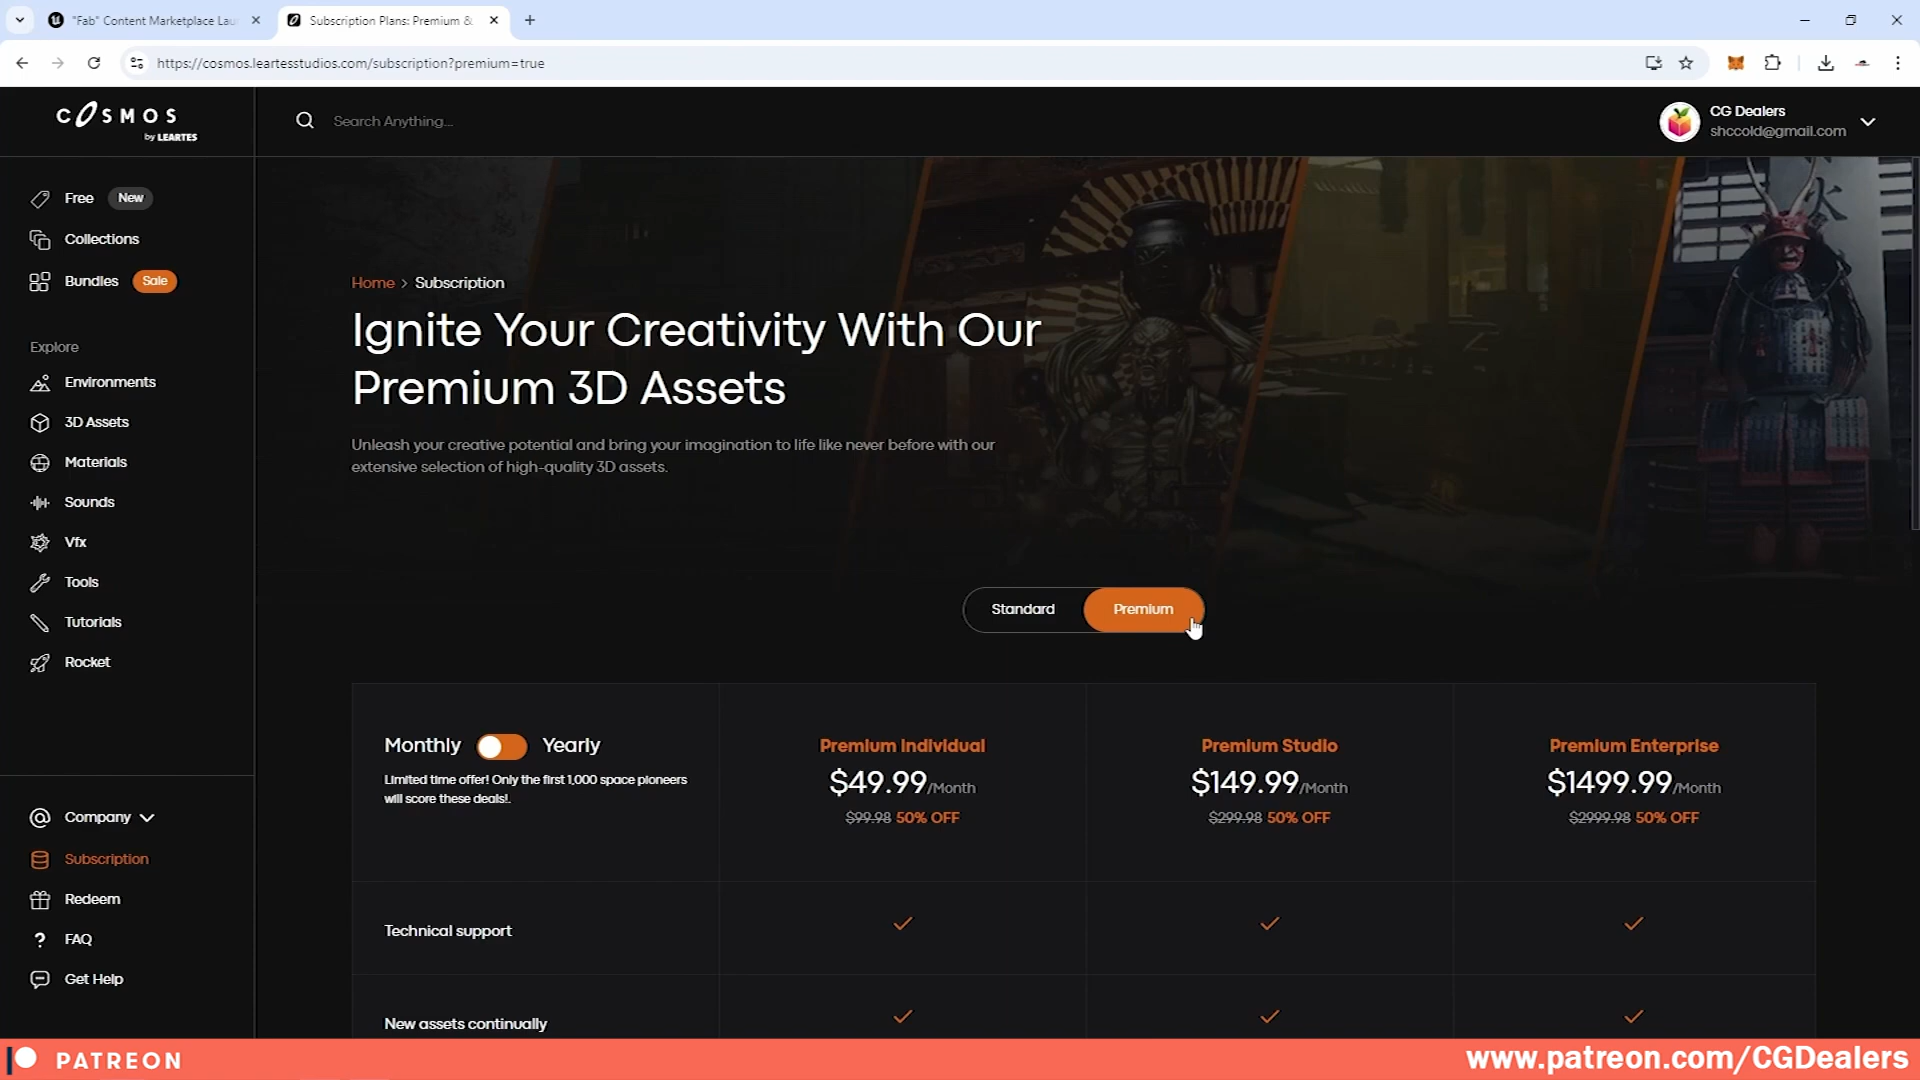 "Fab" Content Marketplace Lau
Subscription Plans: Premium &
https://cosmos.leartesstudios.com/subscription?premium=true
COSMOS
by LEARTES
Search Anything...
CG Dealers
shccold@gmail.com
Free New
Collections
Bundles Sale
Explore
Environments
3D Assets
Materials
Sounds
Vfx
Tools
Tutorials
Rocket
Company
Subscription
Redeem
FAQ
Get Help
Home > Subscription
Ignite Your Creativity With Our
Premium 3D Assets
Unleash your creative potential and bring your imagination to life like never before with our
extensive selection of high-quality 3D assets.
Standard Premium
Monthly Yearly
Limited time offer! Only the first 1,000 space pioneers
will score these deals!.
Premium Individual
$49.99/Month
$99.98 50% OFF
Premium Studio
$149.99/Month
$299.98 50% OFF
Premium Enterprise
$1499.99/Month
$2999.98 50% OFF
Technical support
New assets continually
PATREON
www.patreon.com/CGDealers